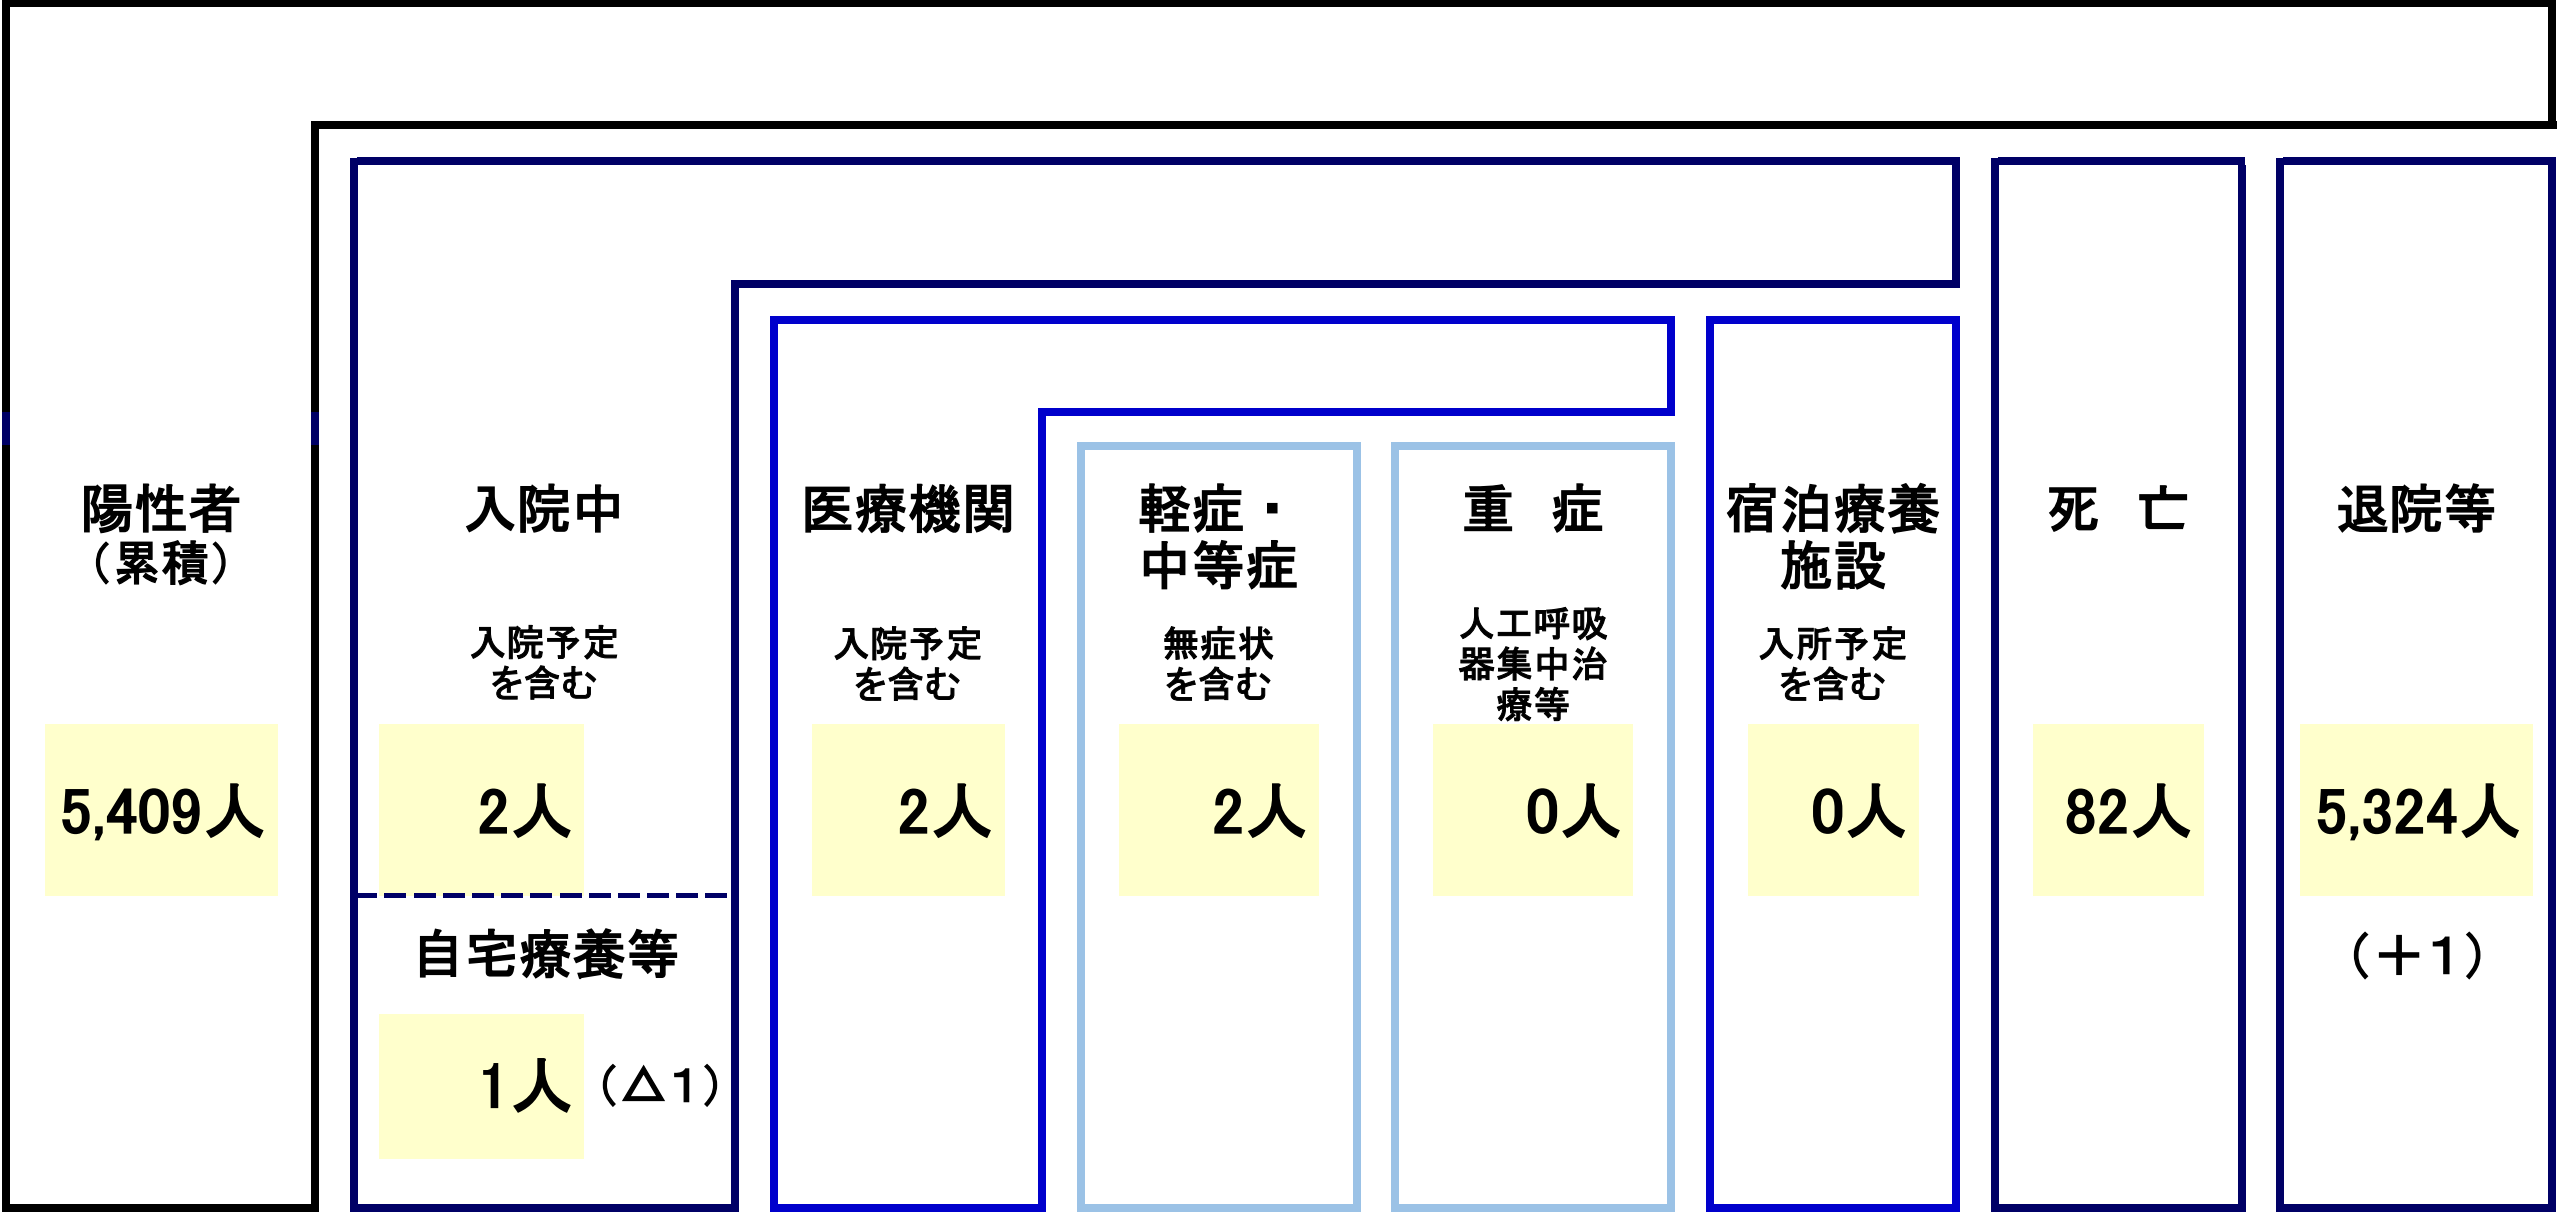 陽性者
（累積）
5,409人
入院中
入院予定
を含む
2人
自宅療養等
1人（△１）
医療機関
入院予定
を含む
2人
軽症・
中等症
無症状
を含む
2人
重　症
人工呼吸
器集中治
療等
0人
宿泊療養
施設
入所予定
を含む
0人
死　亡
82人
退院等
5,324人
（＋１）